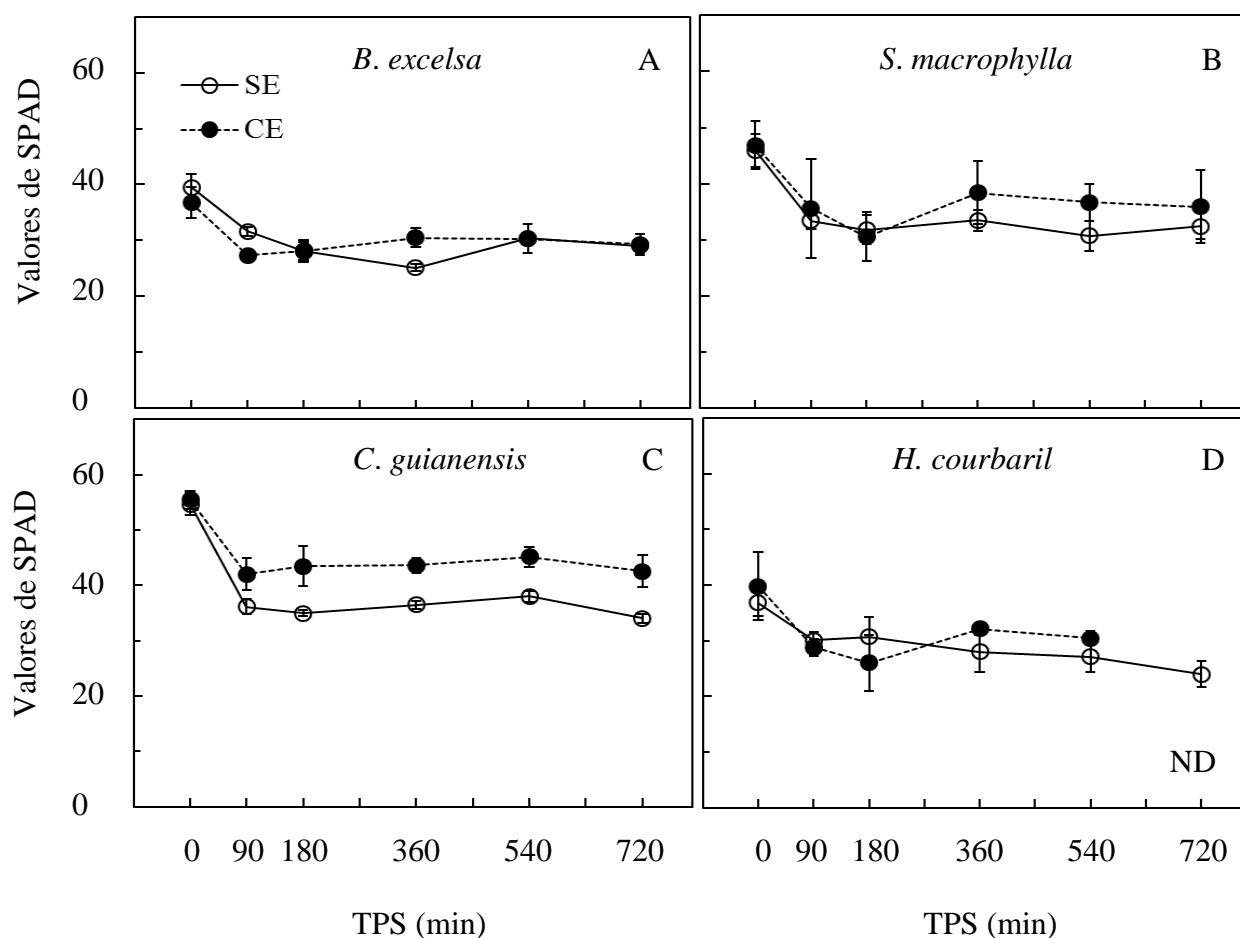 B. excelsa A
SE
CE
Valores de SPAD
60
40
20
0
S. macrophylla B
C. guianensis C
Valores de SPAD
60
40
20
0
0 90 180 360 540 720
TPS (min)
H. courbaril D
ND
0 90 180 360 540 720
TPS (min)